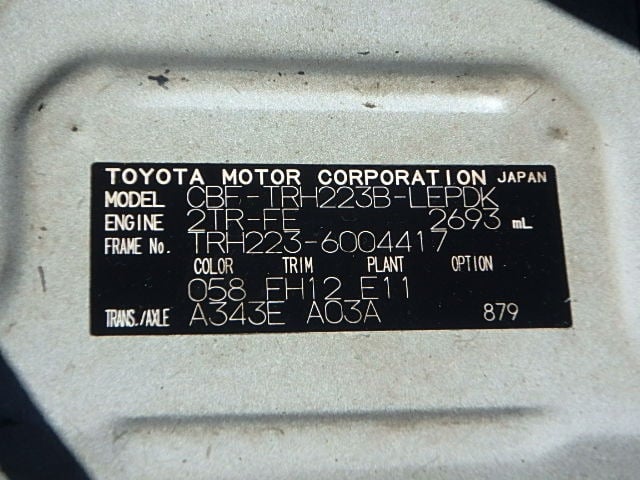 TOYOTA MOTOR CORPORATION JAPAN
MODEL CBF-TRH223B-LEPDK
ENGINE 2TR-FE 2693 mL
FRAME No. TRH223-6004417
COLOR TRIM PLANT OPTION
058 FH12 E11
TRANS./AXLE A343E A03A 879